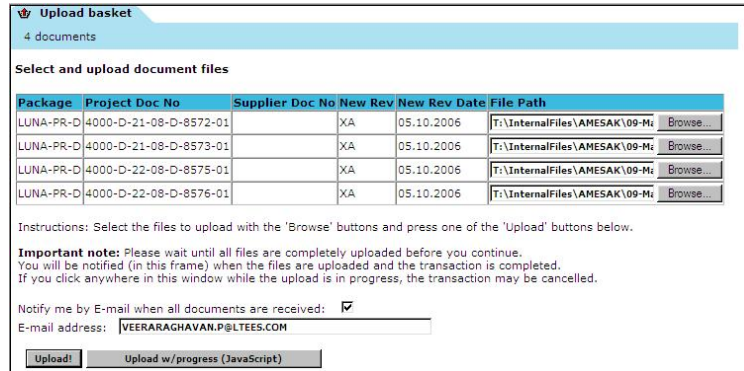 Upload basket
4 documents
Select and upload document files
Package Project Doc No Supplier Doc No New Rev New Rev Date File Path
LUNA-PR-D 4000-D-21-08-D-8572-01 XA 05.10.2006 T:\InternalFiles\AMESAK\09-Ma Browse...
LUNA-PR-D 4000-D-21-08-D-8573-01 XA 05.10.2006 T:\InternalFiles\AMESAK\09-Ma Browse...
LUNA-PR-D 4000-D-22-08-D-8575-01 XA 05.10.2006 T:\InternalFiles\AMESAK\09-Ma Browse...
LUNA-PR-D 4000-D-22-08-D-8576-01 XA 05.10.2006 T:\InternalFiles\AMESAK\09-Ma Browse...
Instructions: Select the files to upload with the 'Browse' buttons and press one of the 'Upload' buttons below.
Important note: Please wait until all files are completely uploaded before you continue.
You will be notified (in this frame) when the files are uploaded and the transaction is completed.
If you click anywhere in this window while the upload is in progress, the transaction may be cancelled.
Notify me by E-mail when all documents are received:
E-mail address: VEERARAGHAVAN.P@LTEES.COM
Upload! Upload w/progress (JavaScript)